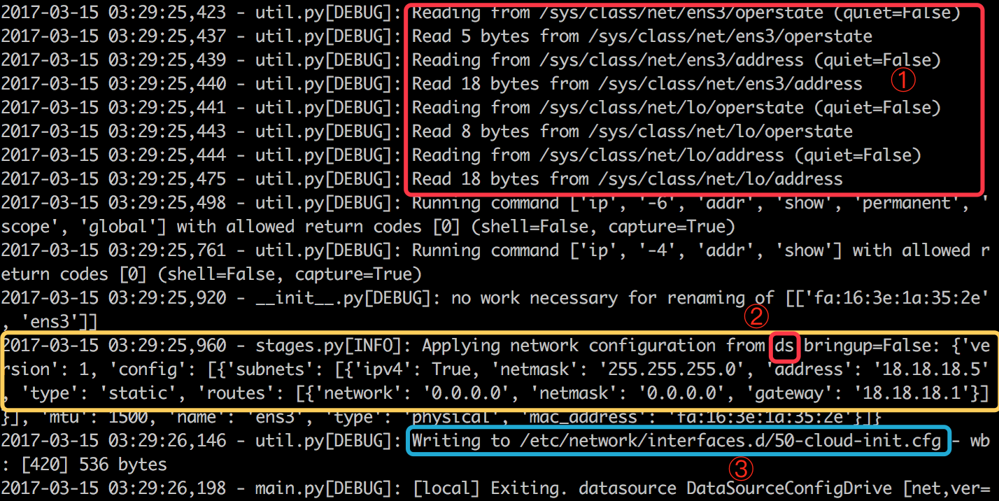 2017-03-15 03:29:25,423 - util.py[DEBUG]: Reading from /sys/class/net/ens3/operstate (quiet=False)
2017-03-15 03:29:25,437 - util.py[DEBUG]: Read 5 bytes from /sys/class/net/ens3/operstate
2017-03-15 03:29:25,439 - util.py[DEBUG]: Reading from /sys/class/net/ens3/address (quiet=False)
2017-03-15 03:29:25,440 - util.py[DEBUG]: Read 18 bytes from /sys/class/net/ens3/address ①
2017-03-15 03:29:25,441 - util.py[DEBUG]: Reading from /sys/class/net/lo/operstate (quiet=False)
2017-03-15 03:29:25,443 - util.py[DEBUG]: Read 8 bytes from /sys/class/net/lo/operstate
2017-03-15 03:29:25,444 - util.py[DEBUG]: Reading from /sys/class/net/lo/address (quiet=False)
2017-03-15 03:29:25,475 - util.py[DEBUG]: Read 18 bytes from /sys/class/net/lo/address
2017-03-15 03:29:25,498 - util.py[DEBUG]: Running command ['ip', '-6', 'addr', 'show', 'permanent', '
scope', 'global'] with allowed return codes [0] (shell=False, capture=True)
2017-03-15 03:29:25,761 - util.py[DEBUG]: Running command ['ip', '-4', 'addr', 'show'] with allowed r
eturn codes [0] (shell=False, capture=True)
2017-03-15 03:29:25,920 - __init__.py[DEBUG]: no work necessary for renaming of [['fa:16:3e:1a:35:2e'
, 'ens3']]
②
2017-03-15 03:29:25,960 - stages.py[INFO]: Applying network configuration from ds bringup=False: {'ve
rsion': 1, 'config': [{'subnets': [{'ipv4': True, 'netmask': '255.255.255.0', 'address': '18.18.18.5'
, 'type': 'static', 'routes': [{'network': '0.0.0.0', 'netmask': '0.0.0.0', 'gateway': '18.18.18.1'}]
}], 'mtu': 1500, 'name': 'ens3', 'type': 'physical', 'mac_address': 'fa:16:3e:1a:35:2e'}]}
2017-03-15 03:29:26,146 - util.py[DEBUG]: Writing to /etc/network/interfaces.d/50-cloud-init.cfg - wb
: [420] 536 bytes
③
2017-03-15 03:29:26,198 - main.py[DEBUG]: [local] Exiting. datasource DataSourceConfigDrive [net,ver=